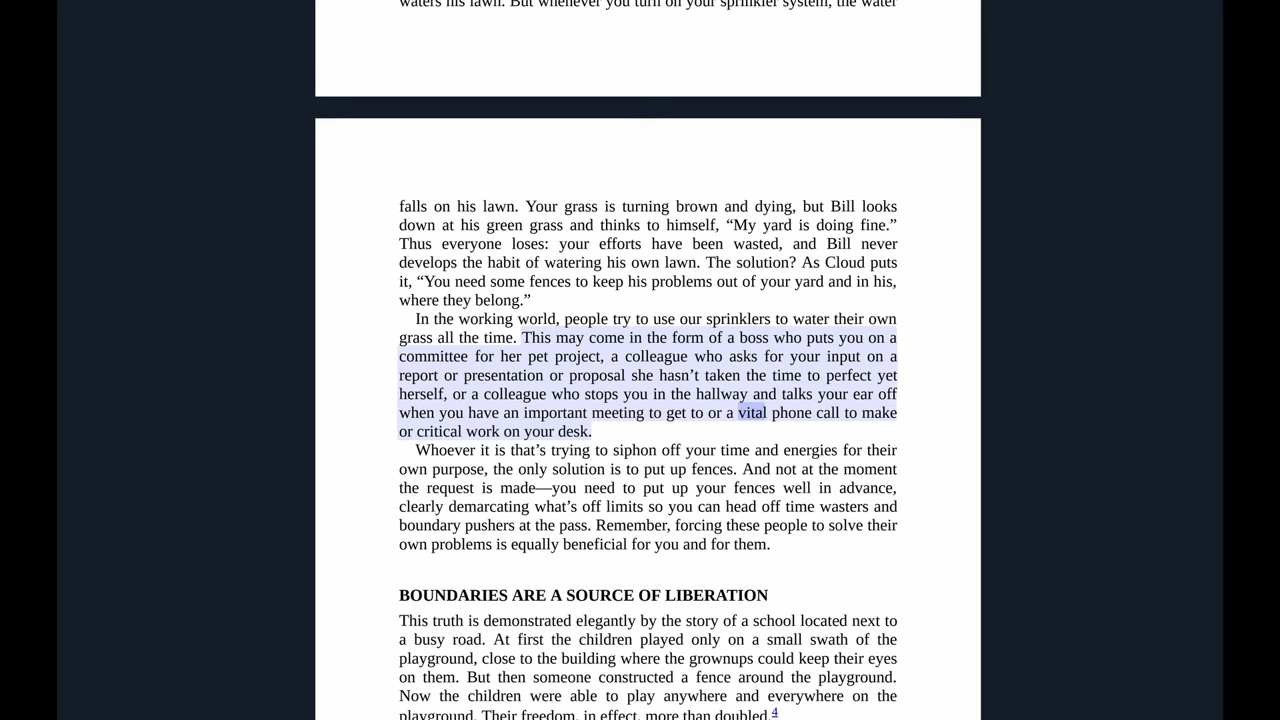 waters his lawn. But whenever you turn on your sprinkler system, the water
falls on his lawn. Your grass is turning brown and dying, but Bill looks
down at his green grass and thinks to himself, “My yard is doing fine.”
Thus everyone loses: your efforts have been wasted, and Bill never
develops the habit of watering his own lawn. The solution? As Cloud puts
it, “You need some fences to keep his problems out of your yard and in his,
where they belong.”
In the working world, people try to use our sprinklers to water their own
grass all the time. This may come in the form of a boss who puts you on a
committee for her pet project, a colleague who asks for your input on a
report or presentation or proposal she hasn’t taken the time to perfect yet
herself, or a colleague who stops you in the hallway and talks your ear off
when you have an important meeting to get to or a vital phone call to make
or critical work on your desk.
Whoever it is that’s trying to siphon off your time and energies for their
own purpose, the only solution is to put up fences. And not at the moment
the request is made—you need to put up your fences well in advance,
clearly demarcating what’s off limits so you can head off time wasters and
boundary pushers at the pass. Remember, forcing these people to solve their
own problems is equally beneficial for you and for them.
BOUNDARIES ARE A SOURCE OF LIBERATION
This truth is demonstrated elegantly by the story of a school located next to
a busy road. At first the children played only on a small swath of the
playground, close to the building where the grownups could keep their eyes
on them. But then someone constructed a fence around the playground.
Now the children were able to play anywhere and everywhere on the
playground. Their freedom, in effect, more than doubled.4